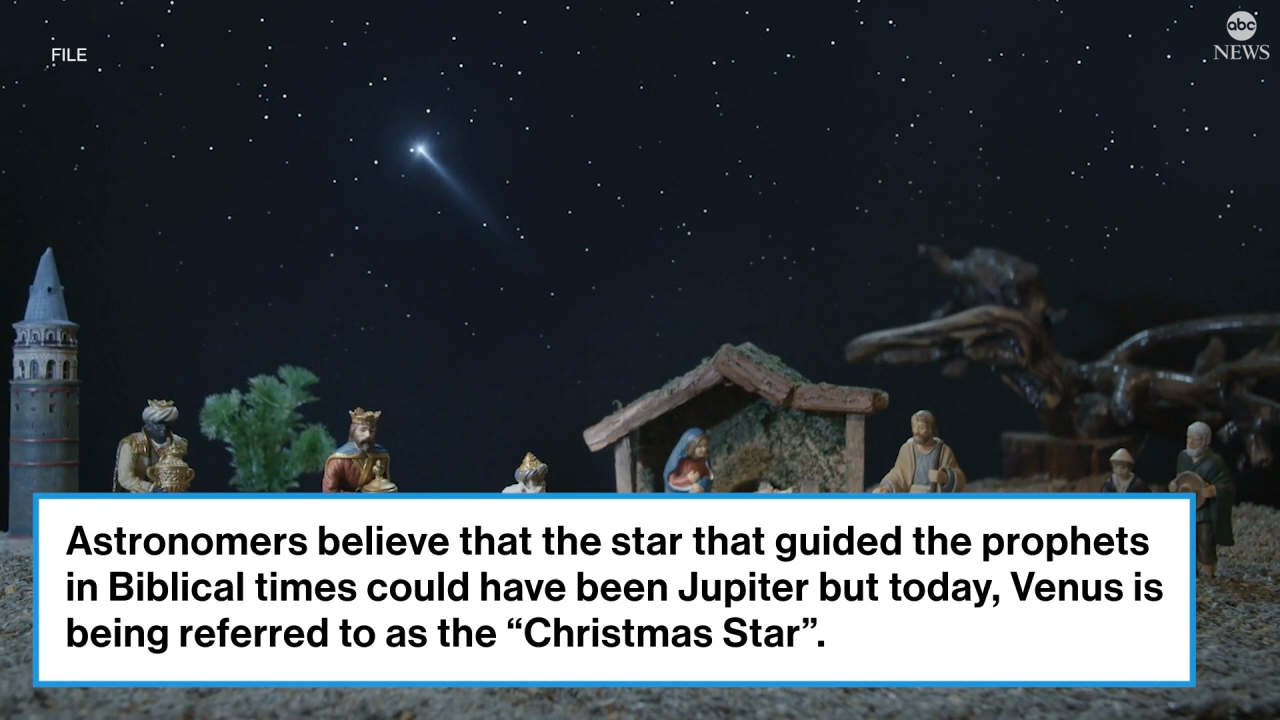 FILE
abc
NEWS
Astronomers believe that the star that guided the prophets
in Biblical times could have been Jupiter but today, Venus is
being referred to as the “Christmas Star”.